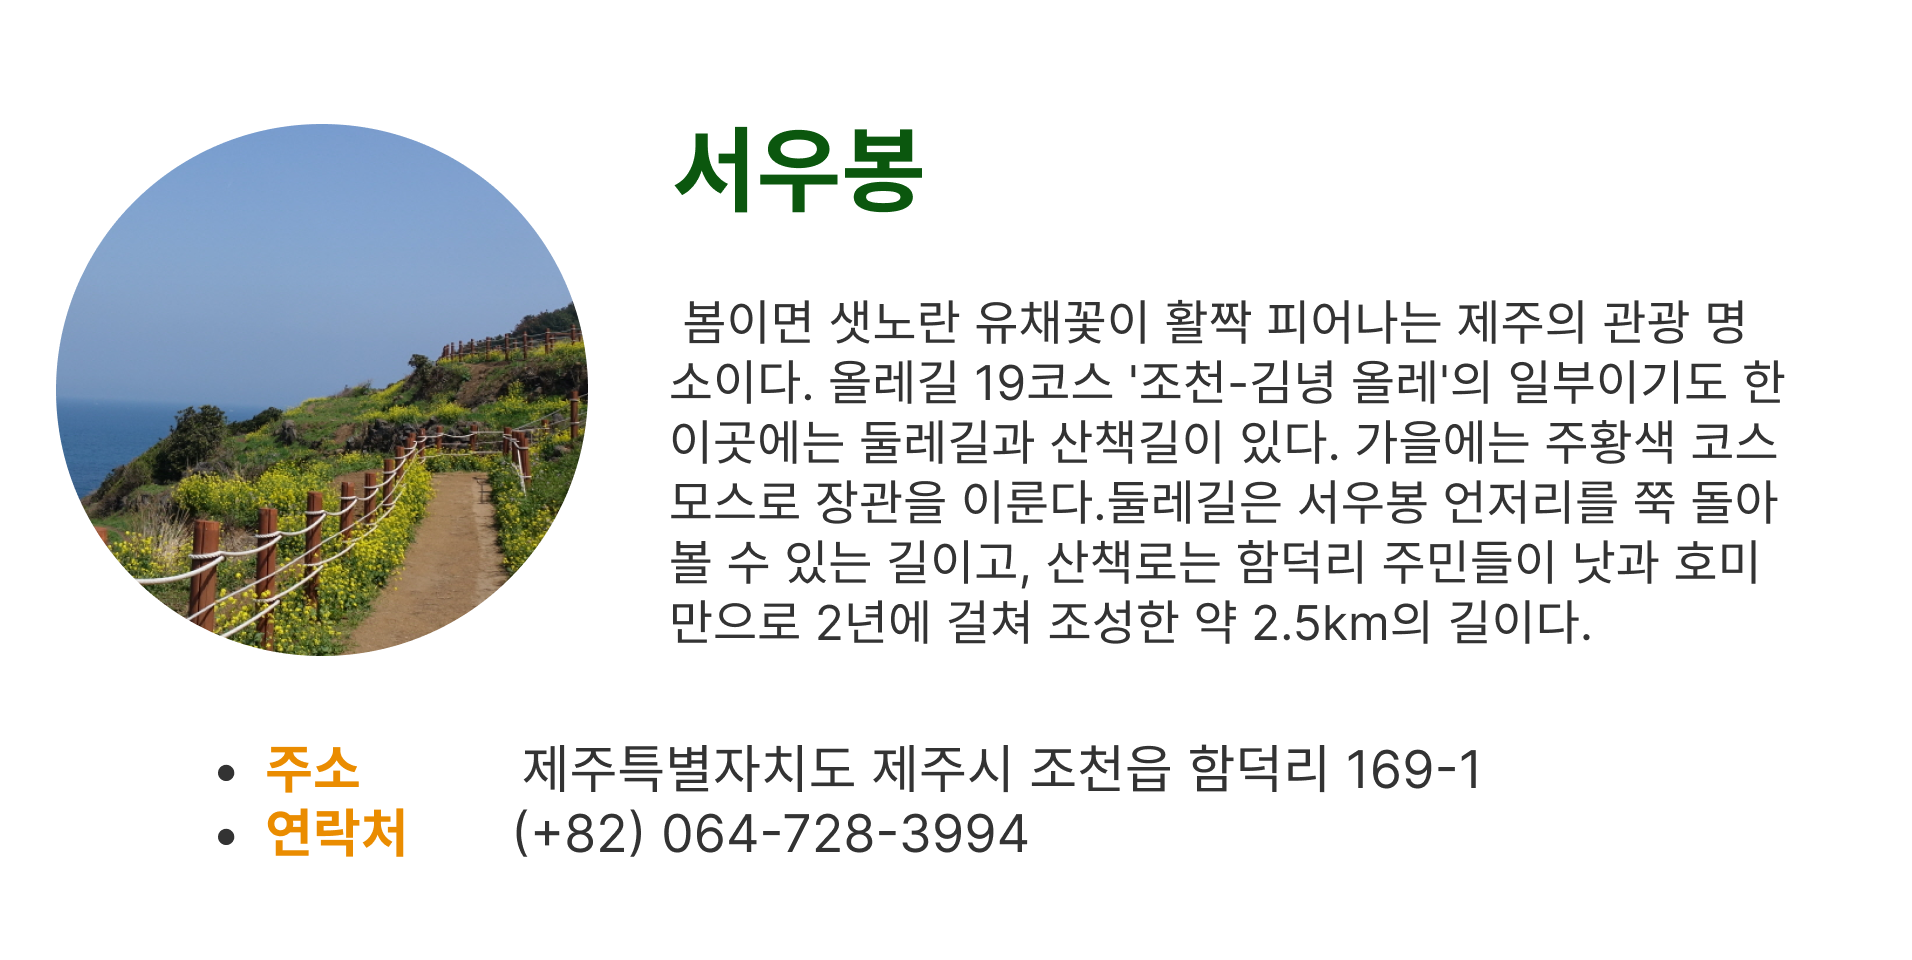 서우봉
봄이면 샛노란 유채꽃이 활짝 피어나는 제주의 관광 명
소이다. 올레길 19코스 '조천-김녕 올레'의 일부이기도 한
이곳에는 둘레길과 산책길이 있다. 가을에는 주황색 코스
모스로 장관을 이룬다.둘레길은 서우봉 언저리를 쭉 돌아
볼 수 있는 길이고, 산책로는 함덕리 주민들이 낫과 호미
만으로 2년에 걸쳐 조성한 약 2.5km의 길이다.
• 주소 제주특별자치도 제주시 조천읍 함덕리 169-1
• 연락처 (+82) 064-728-3994